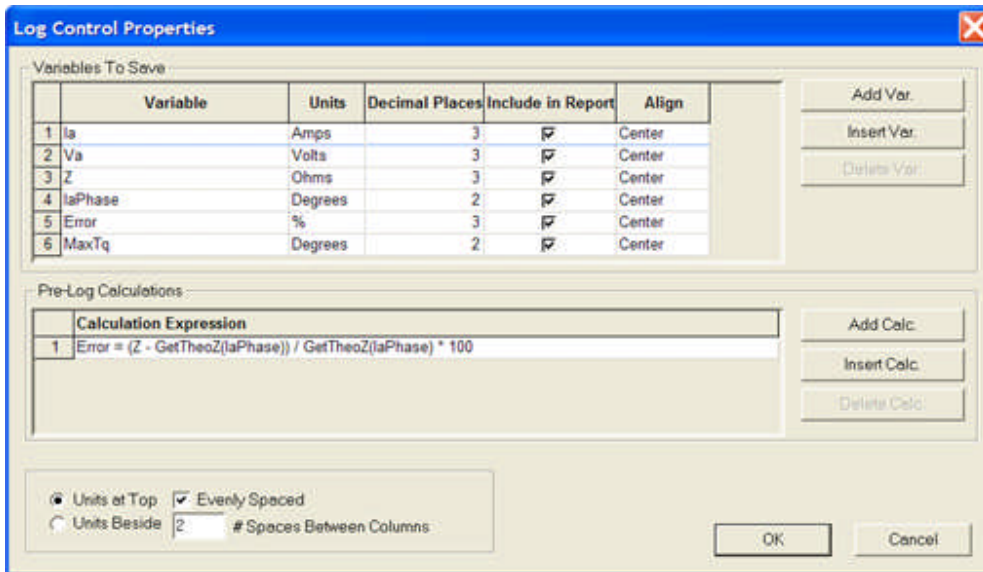 Log Control Properties
Variables To Save
Variable Units Decimal Places Include in Report Align
1 Ia Amps 3 Center
2 Va Volts 3 Center
3 Z Ohms 3 Center
4 IaPhase Degrees 2 Center
5 Error % 3 Center
6 MaxTq Degrees 2 Center
Add Var.
Insert Var.
Delete Var.
Pre-Log Calculations
Calculation Expression
1 Error = (Z - GetTheoZ(IaPhase)) / GetTheoZ(IaPhase) * 100
Add Calc.
Insert Calc.
Delete Calc.
Units at Top Evenly Spaced
Units Beside 2 # Spaces Between Columns
OK Cancel